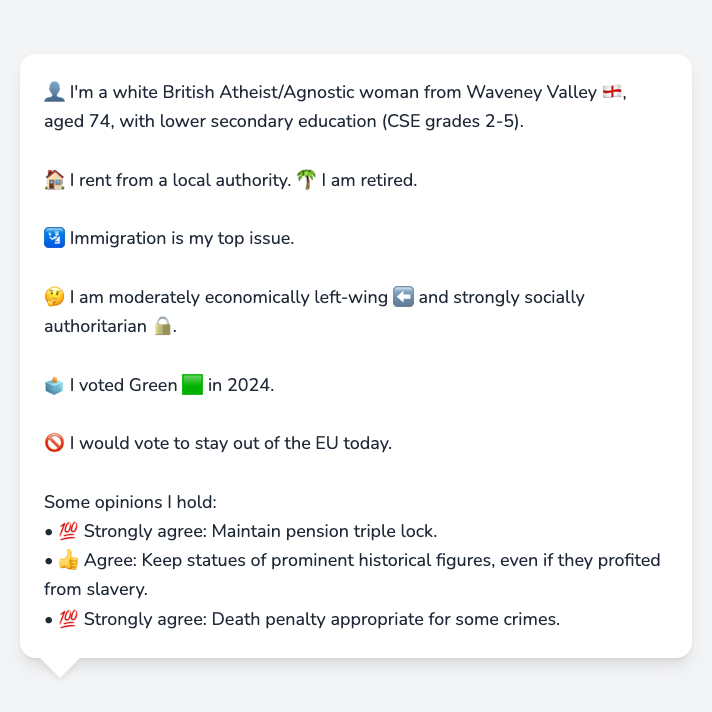 👤 I'm a white British Atheist/Agnostic woman from Waveney Valley 🏴󠁧󠁢󠁥󠁮󠁧󠁿,
aged 74, with lower secondary education (CSE grades 2-5).
🏠 I rent from a local authority. 🌴 I am retired.
🛂 Immigration is my top issue.
🤔 I am moderately economically left-wing ⬅️ and strongly socially
authoritarian 🔒.
🗳️ I voted Green 🟩 in 2024.
🚫 I would vote to stay out of the EU today.
Some opinions I hold:
• 💯 Strongly agree: Maintain pension triple lock.
• 👍 Agree: Keep statues of prominent historical figures, even if they profited
from slavery.
• 💯 Strongly agree: Death penalty appropriate for some crimes.